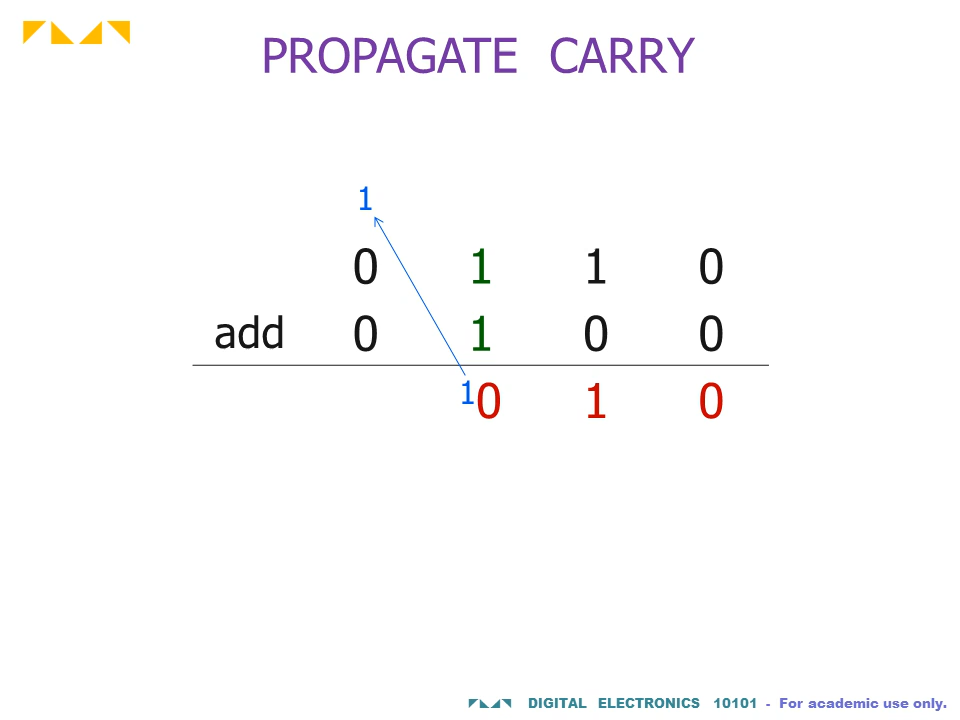 PROPAGATE CARRY
1
0 1 1 0
add 0 1 0 0
1 0 1 0
DIGITAL ELECTRONICS 10101 - For academic use only.